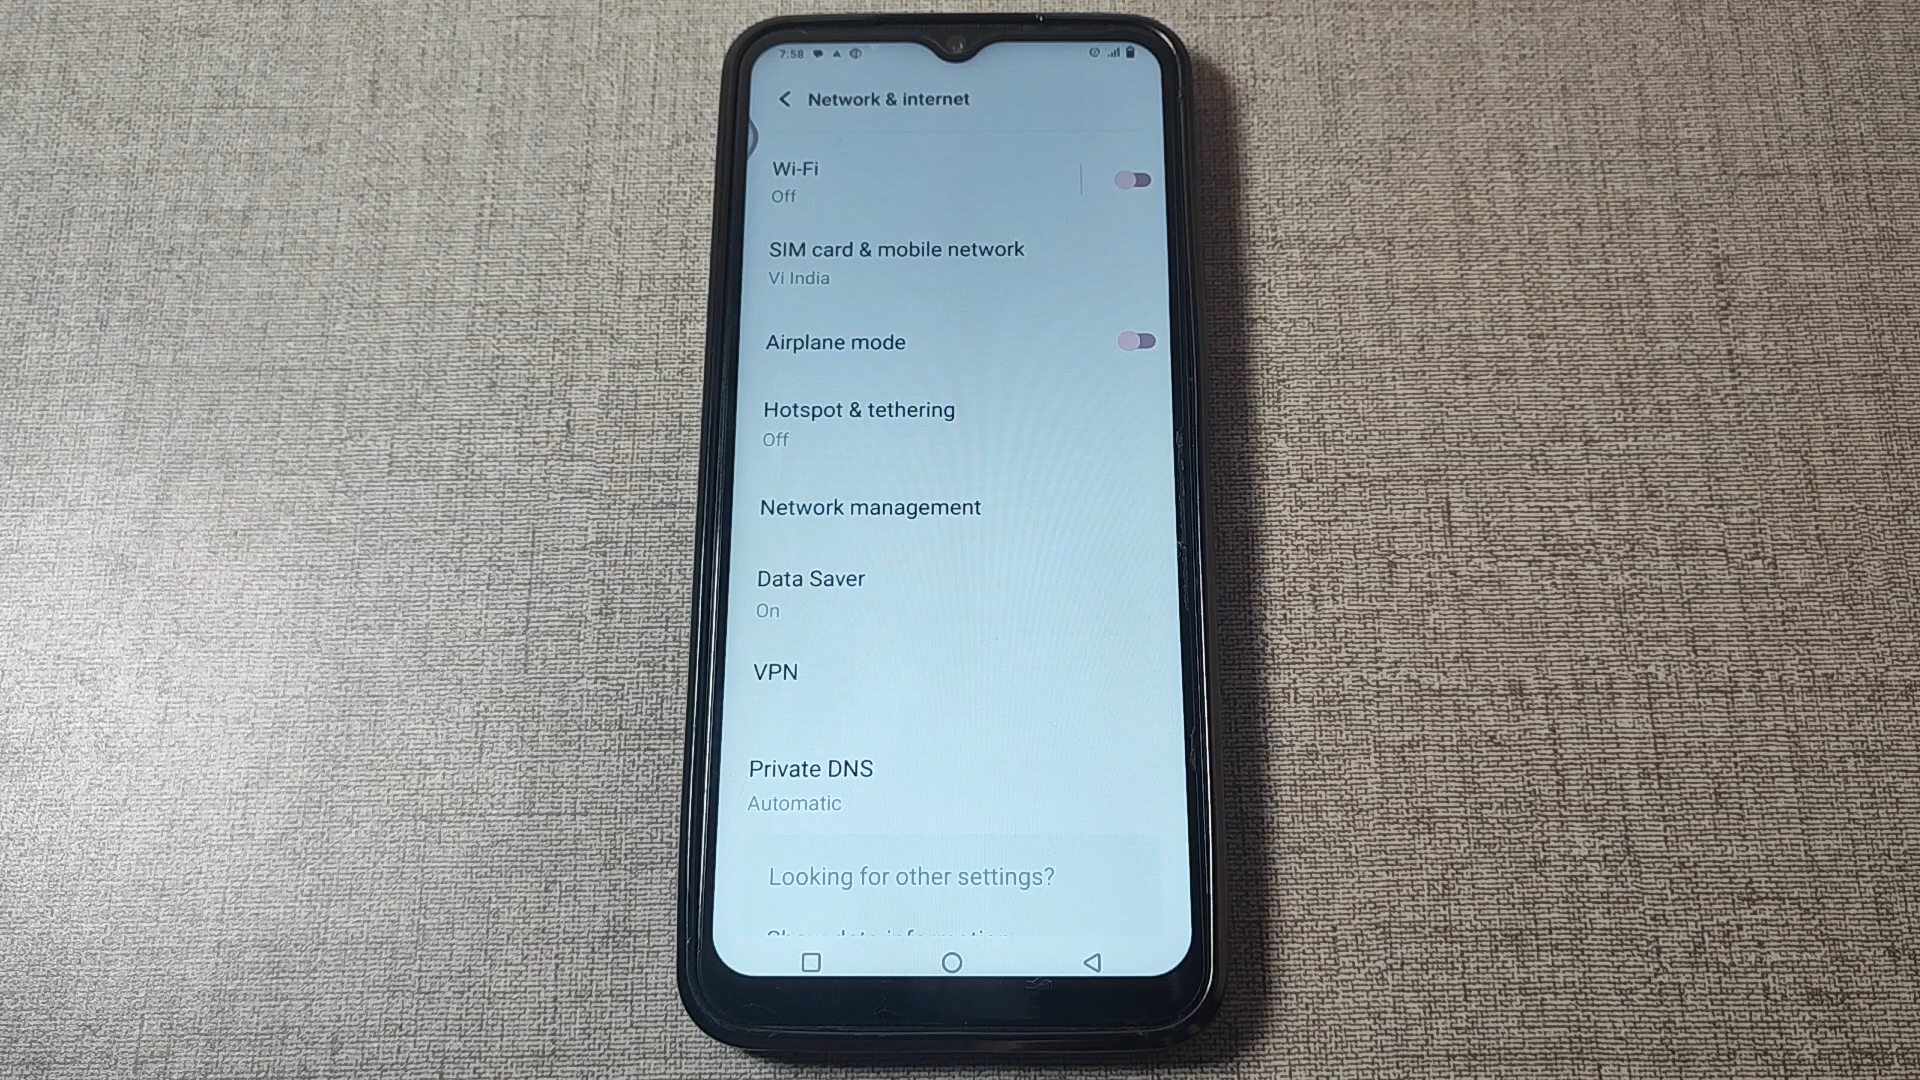 7:58
Network & internet
Wi-Fi
Off
SIM card & mobile network
Vi India
Airplane mode
Hotspot & tethering
Off
Network management
Data Saver
On
VPN
Private DNS
Automatic
Looking for other settings?